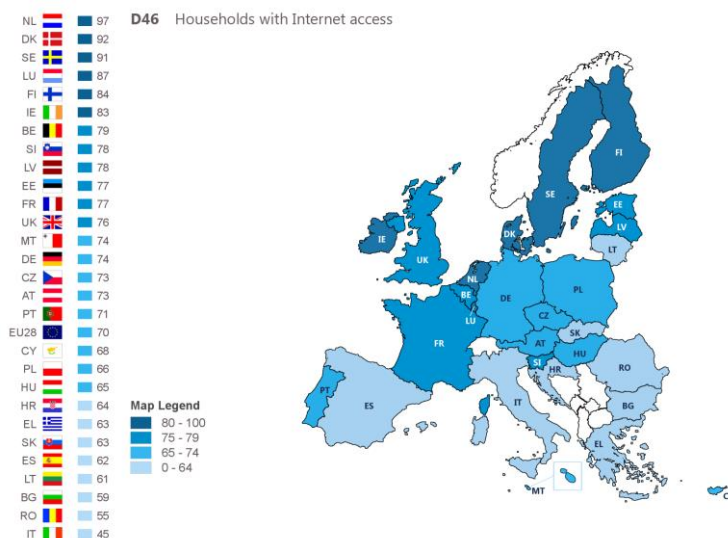 D46 Households with Internet access
NL 97
DK 92
SE 91
LU 87
FI 84
IE 83
BE 79
SI 78
LV 78
EE 77
FR 77
UK 76
MT 74
DE 74
CZ 73
AT 73
PT 71
EU28 70
CY 68
PL 66
HU 65
HR 64
EL 63
SK 63
ES 62
LT 61
BG 59
RO 55
IT 45
Map Legend
80 - 100
75 - 79
65 - 74
0 - 64
FI
SE
EE
LV
LT
DK
IE
UK
NL
BE
LU
DE
PL
CZ
SK
AT
HU
FR
SI
HR
RO
IT
BG
PT
ES
EL
MT
C